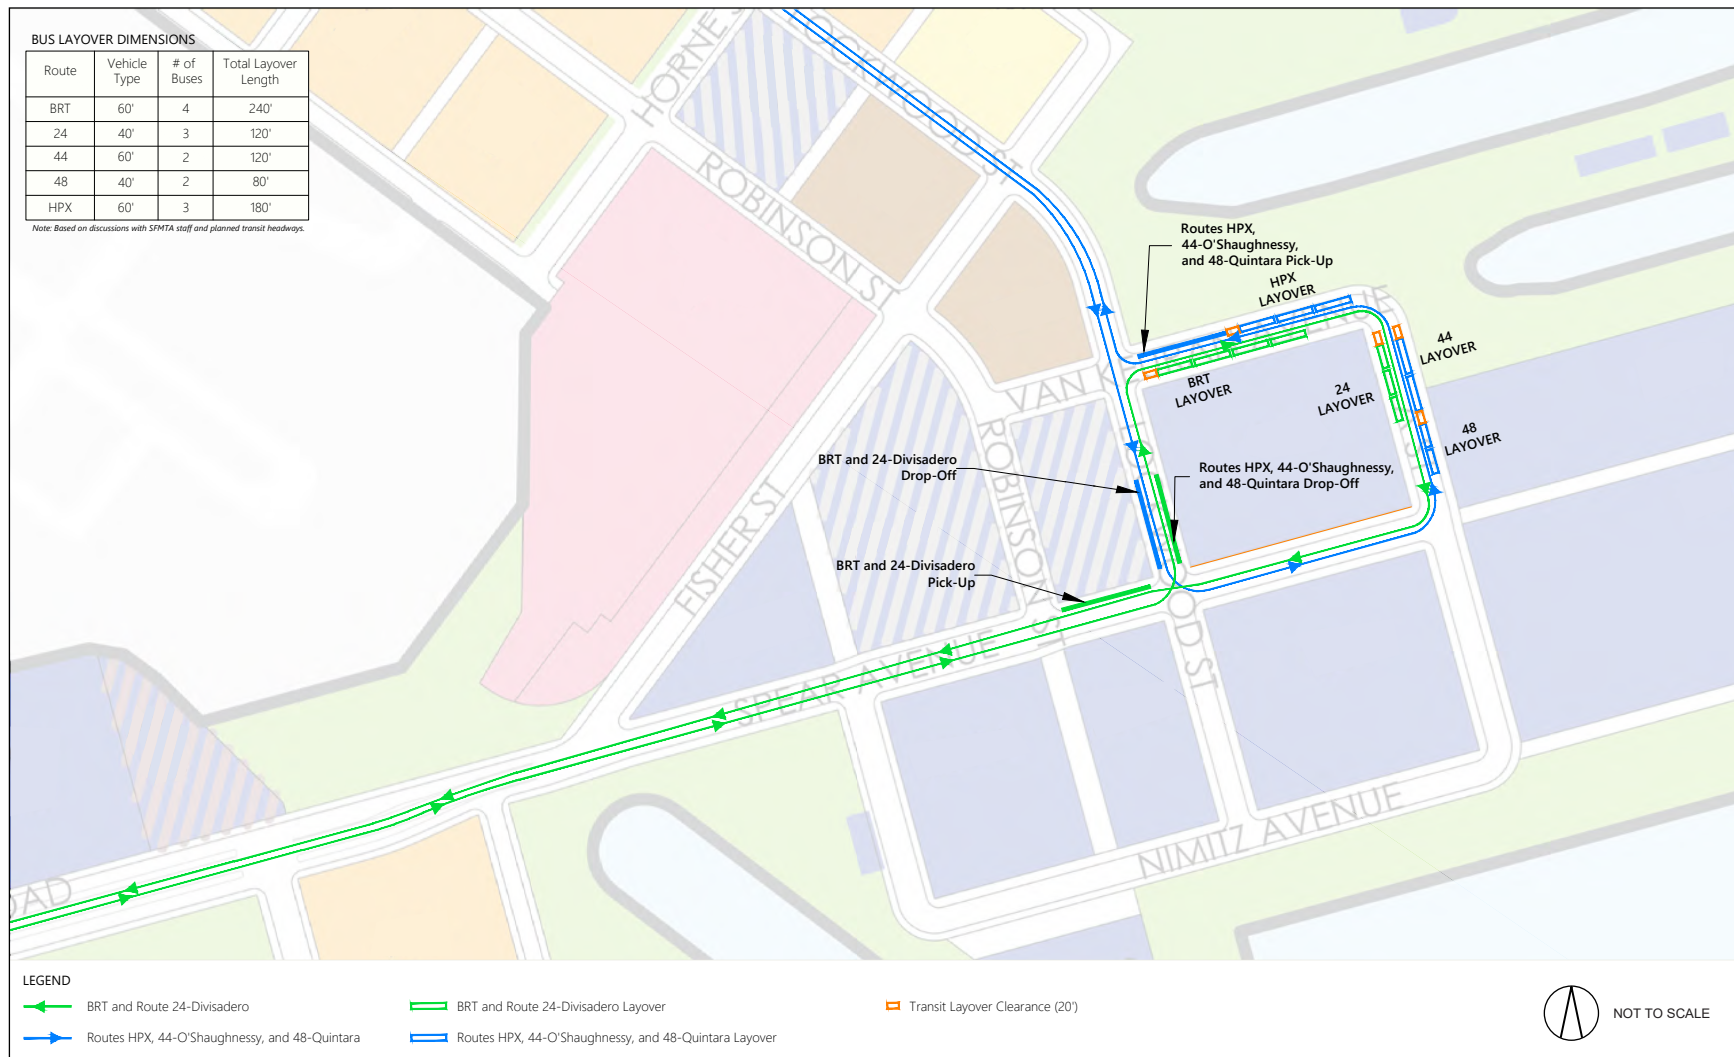 BUS LAYOVER DIMENSIONS
Route Vehicle Type # of Buses Total Layover Length
BRT 60' 4 240'
24 40' 3 120'
44 60' 2 120'
48 40' 2 80'
HPX 60' 3 180'
Note: Based on discussions with SFMTA staff and planned transit headways.
ROBINSON ST
Routes HPX,
44-O'Shaughnessy,
and 48-Quintara Pick-Up
HPX
LAYOVER
44
LAYOVER
BRT
LAYOVER
24
LAYOVER
48
LAYOVER
BRT and 24-Divisadero
Drop-Off
Routes HPX, 44-O'Shaughnessy,
and 48-Quintara Drop-Off
BRT and 24-Divisadero
Pick-Up
FISHER ST
ROBINSON ST
SPEAR AVENUE
NIMITZ AVENUE
LEGEND
BRT and Route 24-Divisadero
BRT and Route 24-Divisadero Layover
Transit Layover Clearance (20')
Routes HPX, 44-O'Shaughnessy, and 48-Quintara
Routes HPX, 44-O'Shaughnessy, and 48-Quintara Layover
NOT TO SCALE